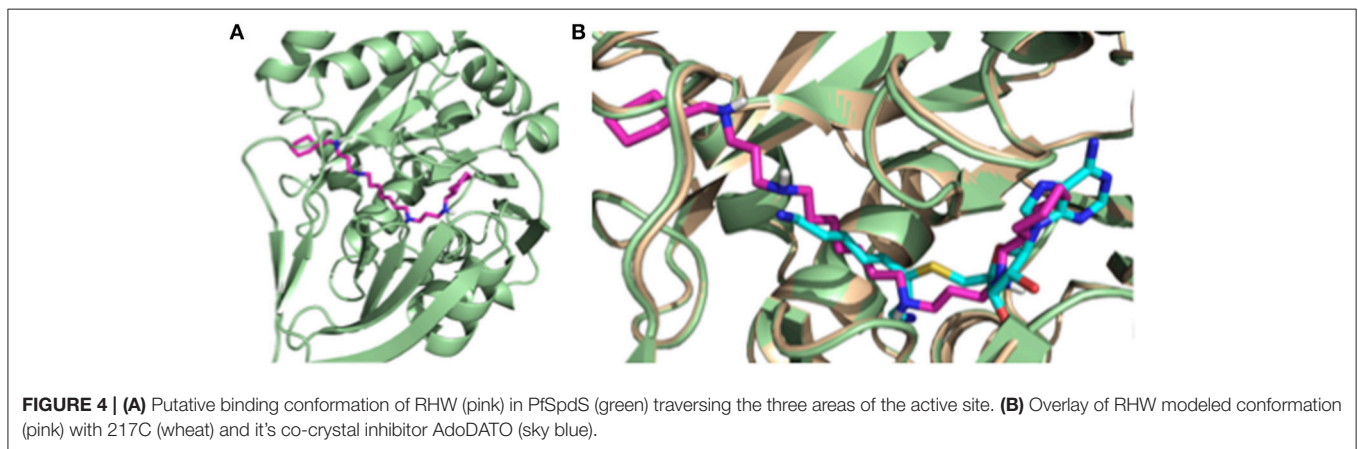 A
B
FIGURE 4 | (A) Putative binding conformation of RHW (pink) in PfSpdS (green) traversing the three areas of the active site. (B) Overlay of RHW modeled conformation
(pink) with 217C (wheat) and it's co-crystal inhibitor AdoDATO (sky blue).